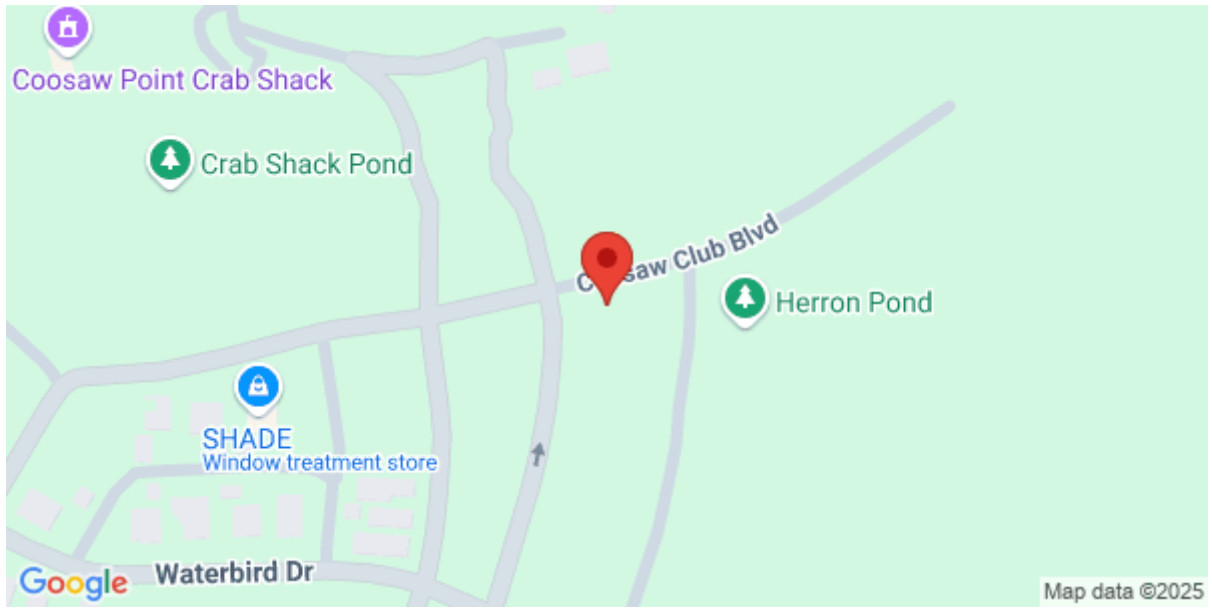 Coosaw Point Crab Shack
Crab Shack Pond
Coosaw Club Blvd
Herron Pond
SHADE
Window treatment store
Waterbird Dr
Google
Map data ©2025